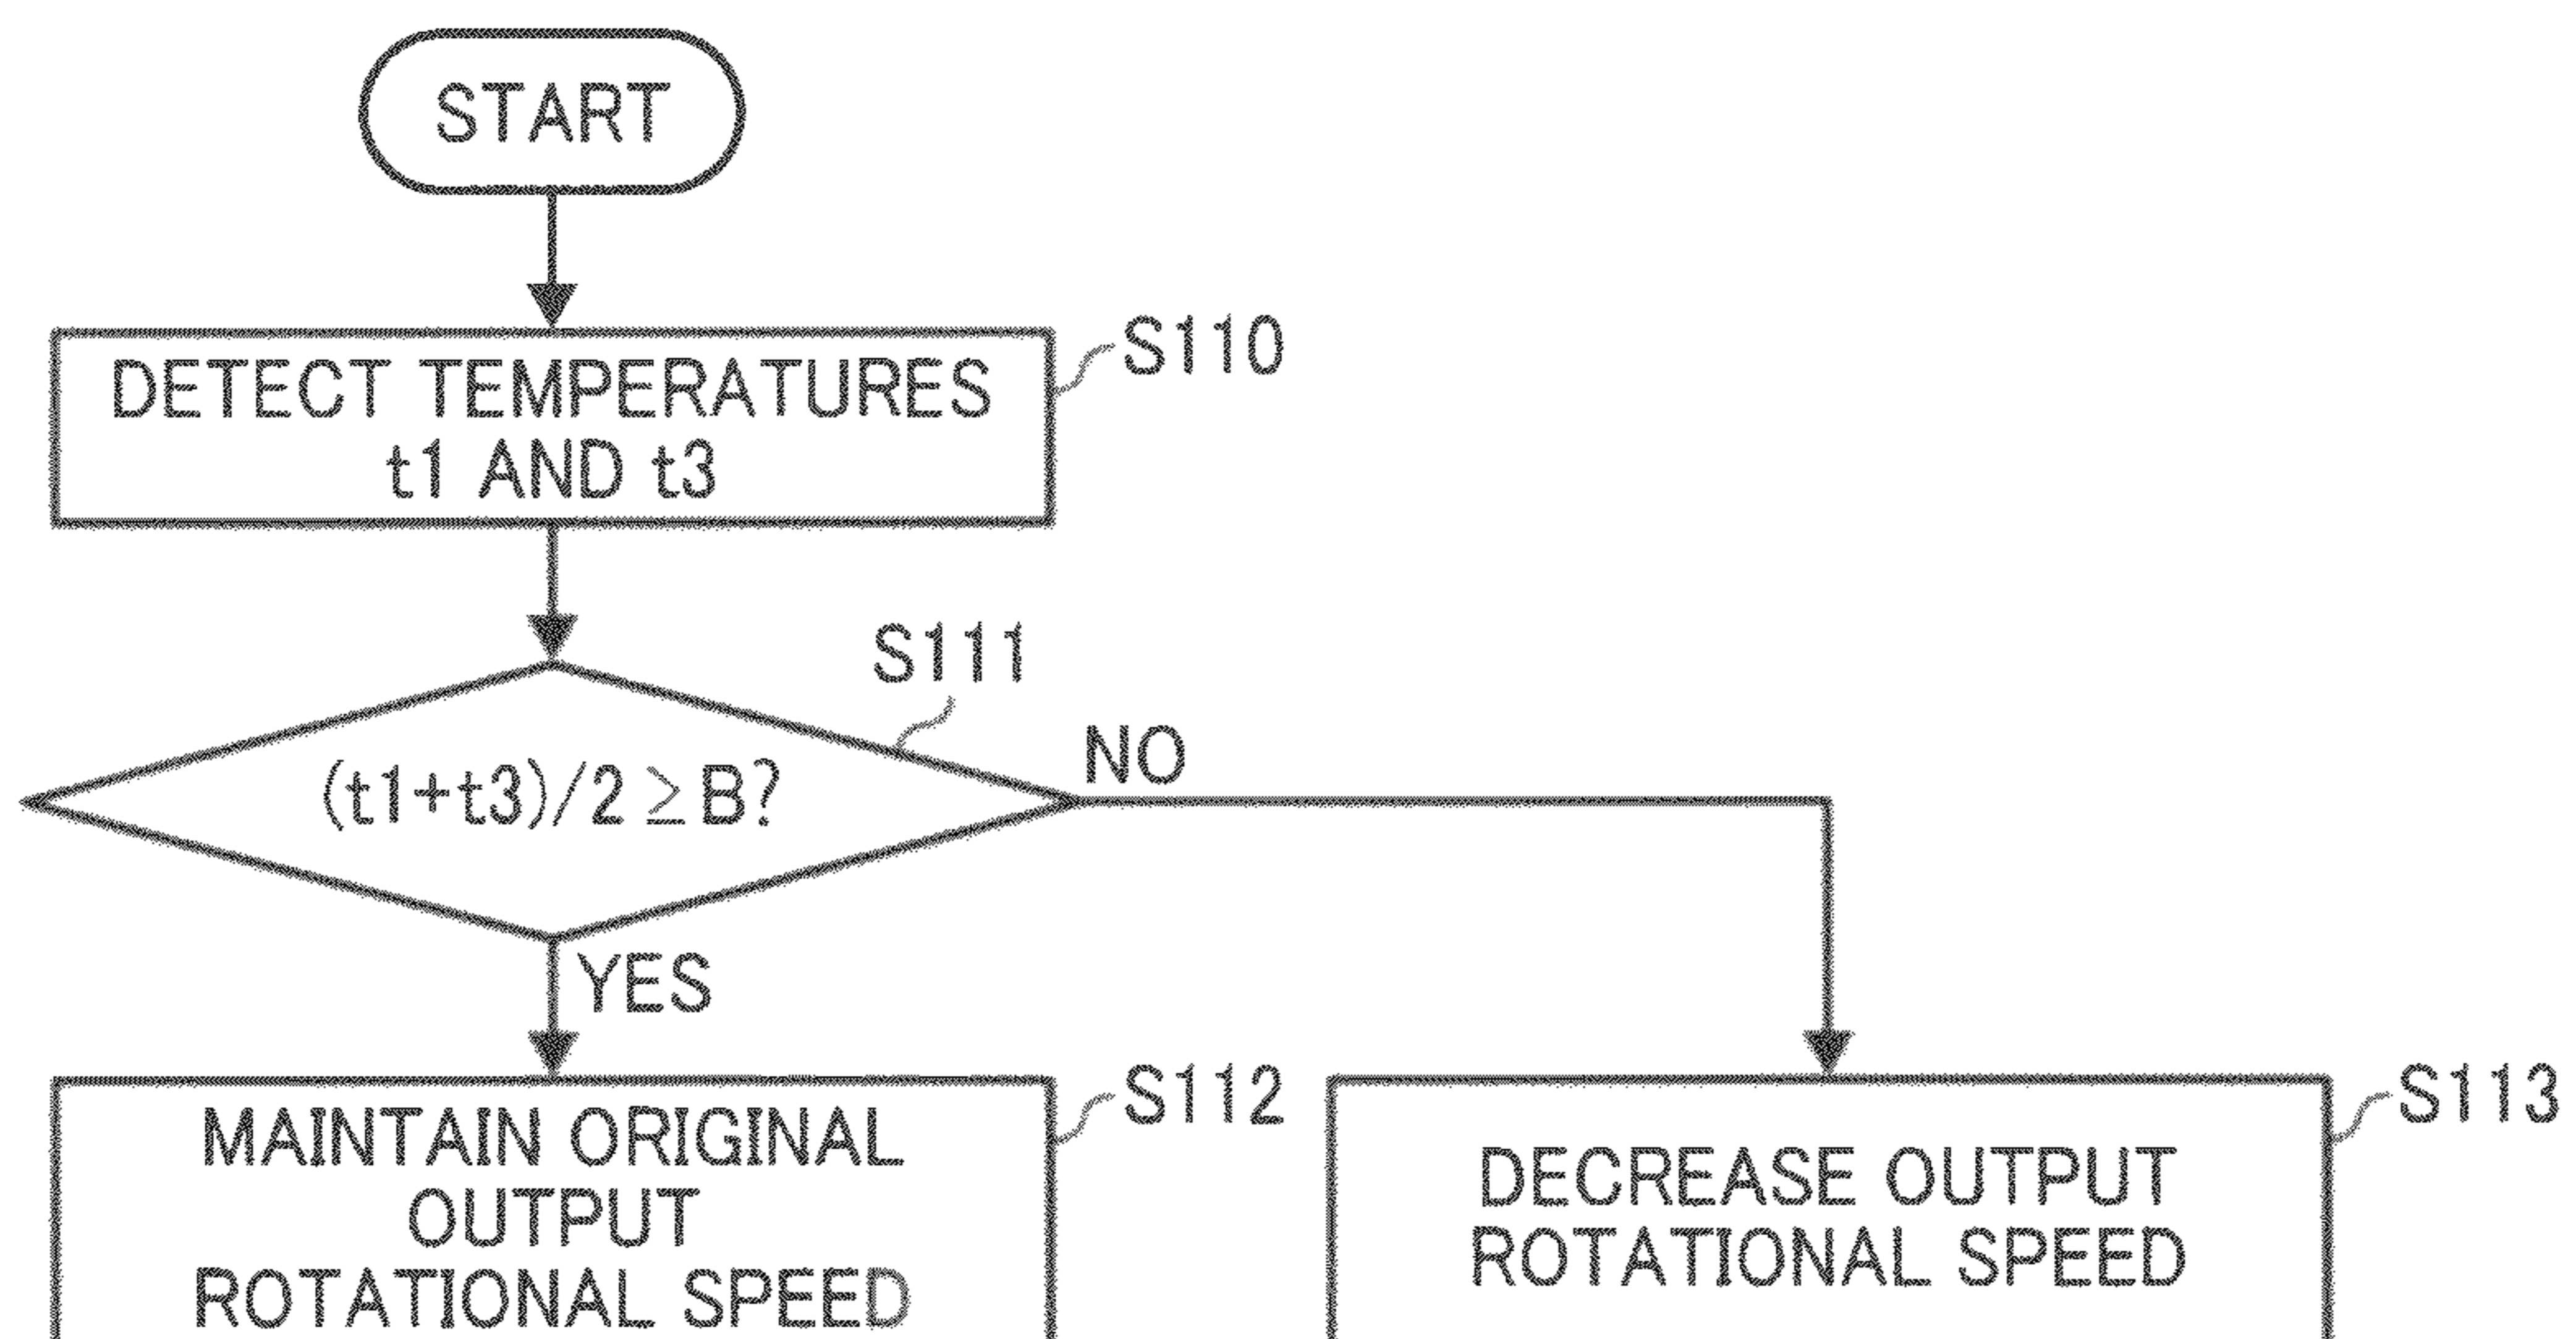 START
DETECT TEMPERATURES
t1 AND t3
S110
S111
(t1+t3)/2≥B?
NO
YES
MAINTAIN ORIGINAL
OUTPUT
ROTATIONAL SPEED
S112
DECREASE OUTPUT
ROTATIONAL SPEED
S113